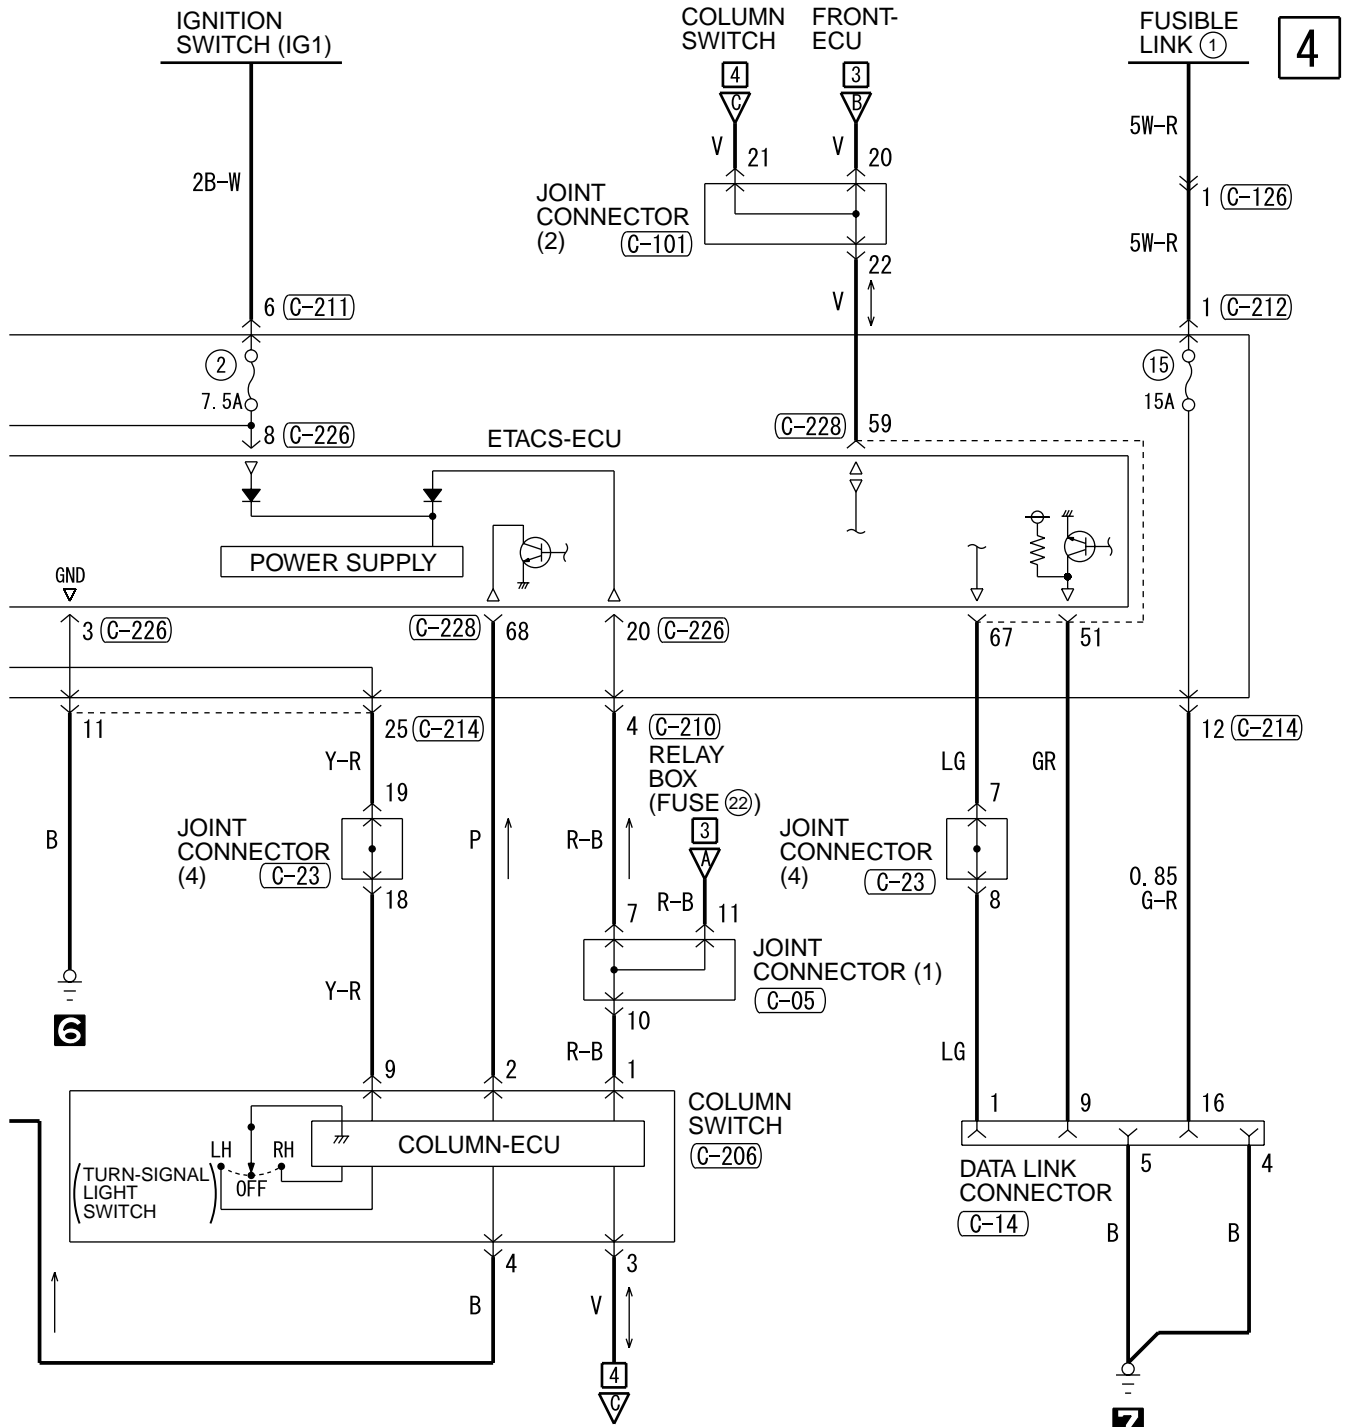 IGNITION
SWITCH (IG1)
COLUMN
SWITCH
FRONT-
ECU
FUSIBLE
LINK 1
4
4
C
3
B
5W-R
V
21
V
20
2B-W
JOINT
CONNECTOR
(2)
C-101
1 C-126
5W-R
22
V
6 C-211
1 C-212
2
7.5A
15
15A
8 C-226
ETACS-ECU
C-228 59
POWER SUPPLY
GND
3 C-226
C-228 68
20 C-226
67
51
11
25 C-214
4 C-210
12 C-214
Y-R
RELAY
BOX
(FUSE 22)
LG
GR
19
7
3
A
B
JOINT
CONNECTOR
(4)
C-23
P
R-B
JOINT
CONNECTOR
(4)
C-23
0.85
G-R
18
R-B
8
7
11
JOINT
CONNECTOR (1)
C-05
Y-R
6
10
R-B
LG
9
2
1
COLUMN
SWITCH
C-206
1
9
16
COLUMN-ECU
LH
RH
OFF
(TURN-SIGNAL
LIGHT
SWITCH)
5
4
DATA LINK
CONNECTOR
C-14
B
B
4
3
B
V
4
C
7